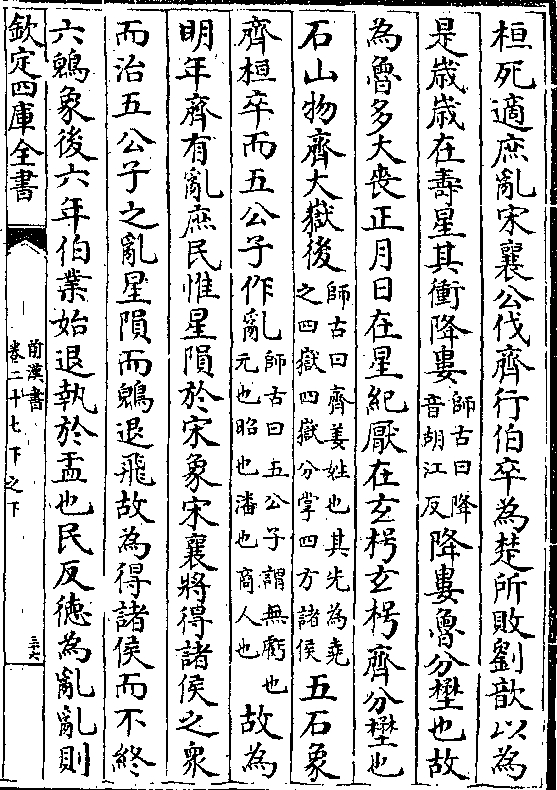 桓死適庶亂宋襄公伐齊行伯卒為楚所敗劉歆以為
是歲歲在壽星其衝降婁師古曰降音胡江反降婁魯分壄也故
為魯多大喪正月日在星紀厭在玄枵玄枵齊分壄也
石山物齊大嶽後師古曰齊姜姓也其先為堯之四嶽四嶽分掌四方諸侯五石象
齊桓卒而五公子作亂師古曰五公子謂無虧也元也昭也潘也商人也故為
明年齊有亂庶民惟星隕於宋象宋襄將得諸侯之衆
而治五公子之亂星隕而鶂退飛故為得諸侯而不終
六鶂象後六年伯業始退執於盂也民反德為亂亂則
欽定四庫全書
前漢書
卷二十七下之下
三十六